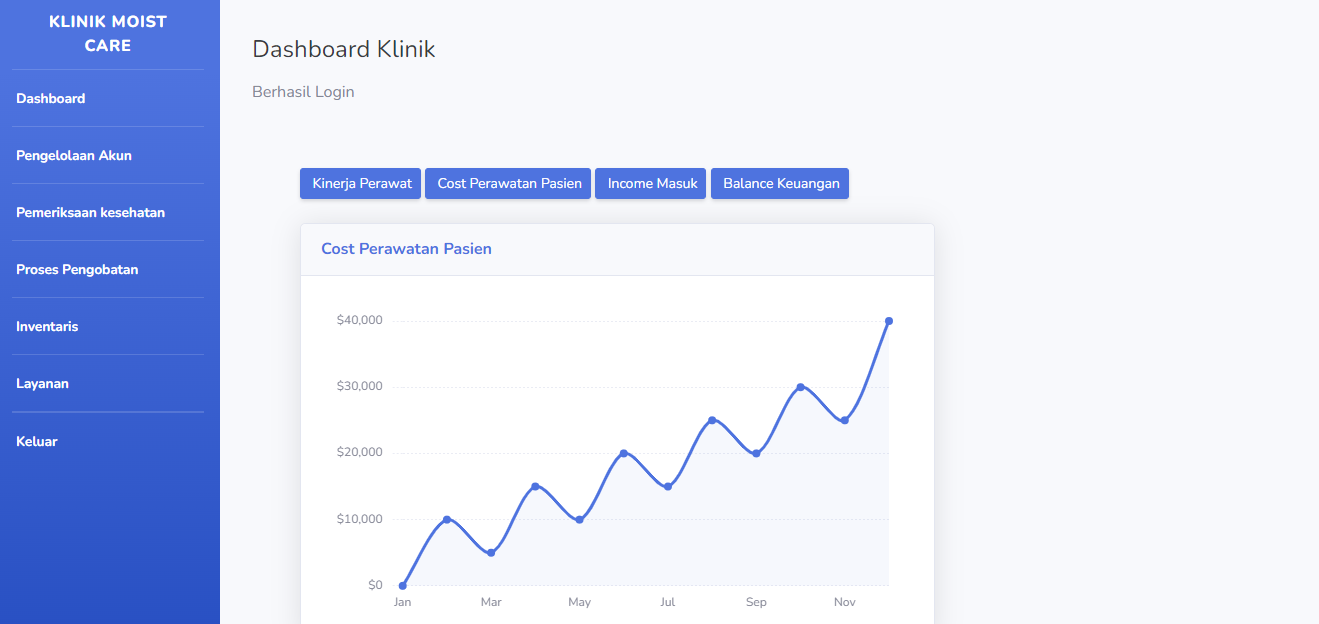 KLINIK MOIST
CARE
Dashboard
Pengelolaan Akun
Pemeriksaan kesehatan
Proses Pengobatan
Inventaris
Layanan
Keluar
Dashboard Klinik
Berhasil Login
Kinerja Perawat
Cost Perawatan Pasien
Income Masuk
Balance Keuangan
Cost Perawatan Pasien
$40,000
$30,000
$20,000
$10,000
$0
Jan Mar May Jul Sep Nov